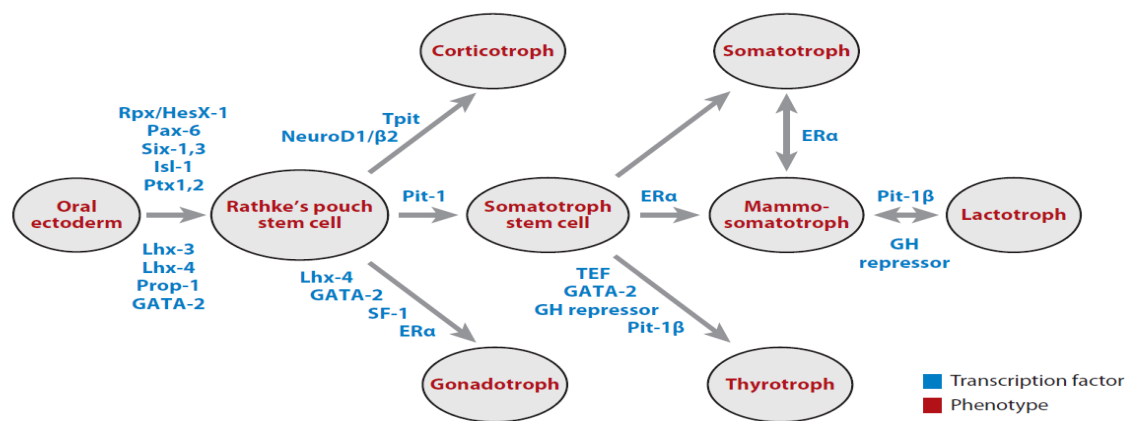 Corticotroph
Somatotroph
Rpx/HesX-1
Pax-6
Six-1,3
Isl-1
Ptx1,2
Tpit
NeuroD1/β2
ERα
Oral
ectoderm
Rathke’s pouch
stem cell
Pit-1
Somatotroph
stem cell
ERα
Mammo-
somatotroph
Pit-1β
GH
repressor
Lactotroph
Lhx-3
Lhx-4
Prop-1
GATA-2
Lhx-4
GATA-2
SF-1
ERα
TEF
GATA-2
GH repressor
Pit-1β
Gonadotroph
Thyrotroph
Transcription factor
Phenotype